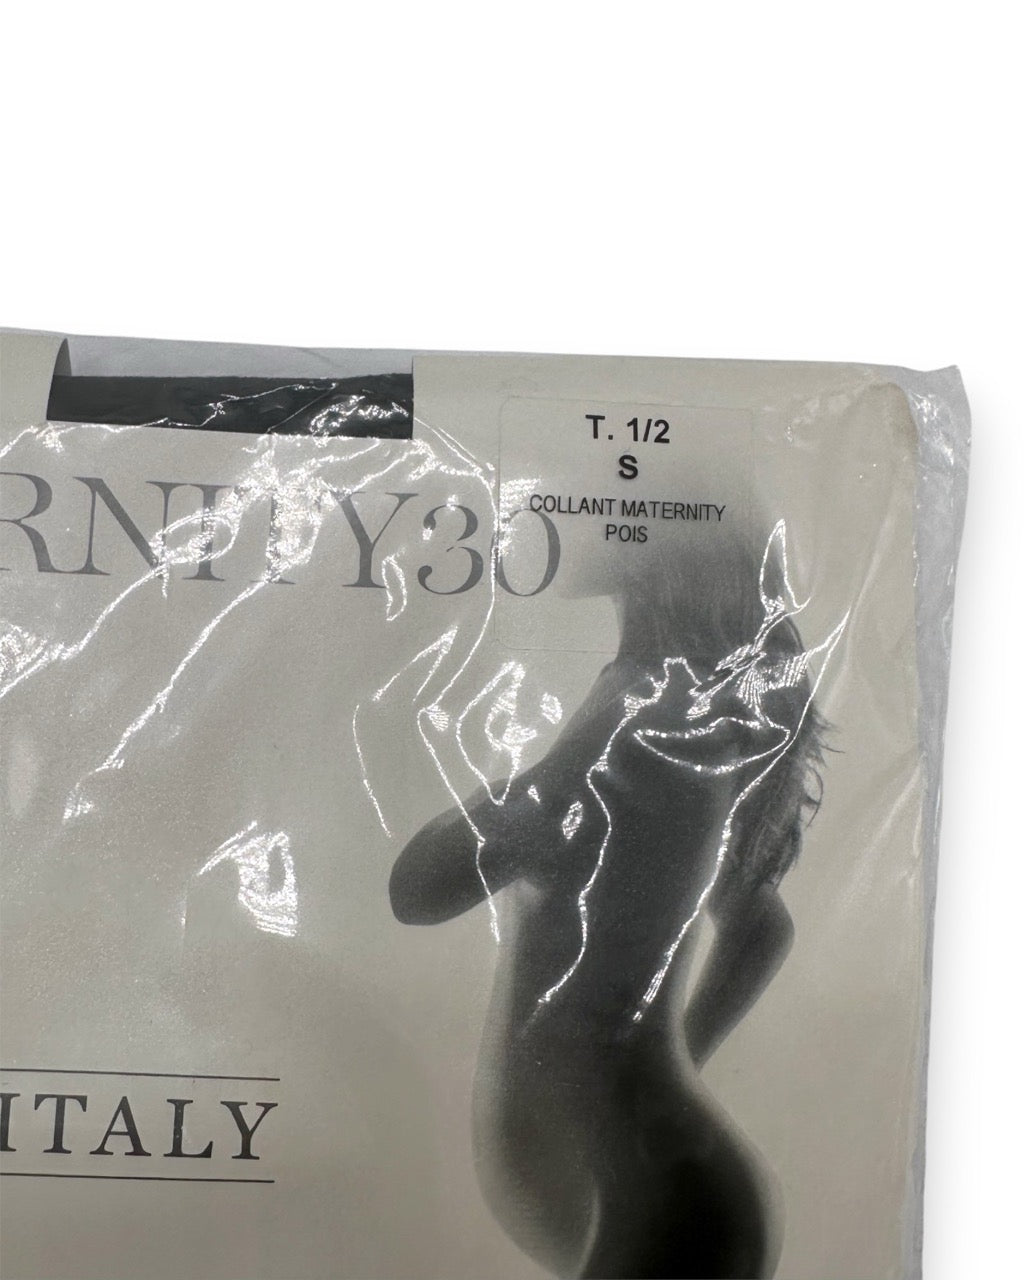 T. 1/2
S
COLLANT MATERNITY
POIS
RNITY30
ITALY